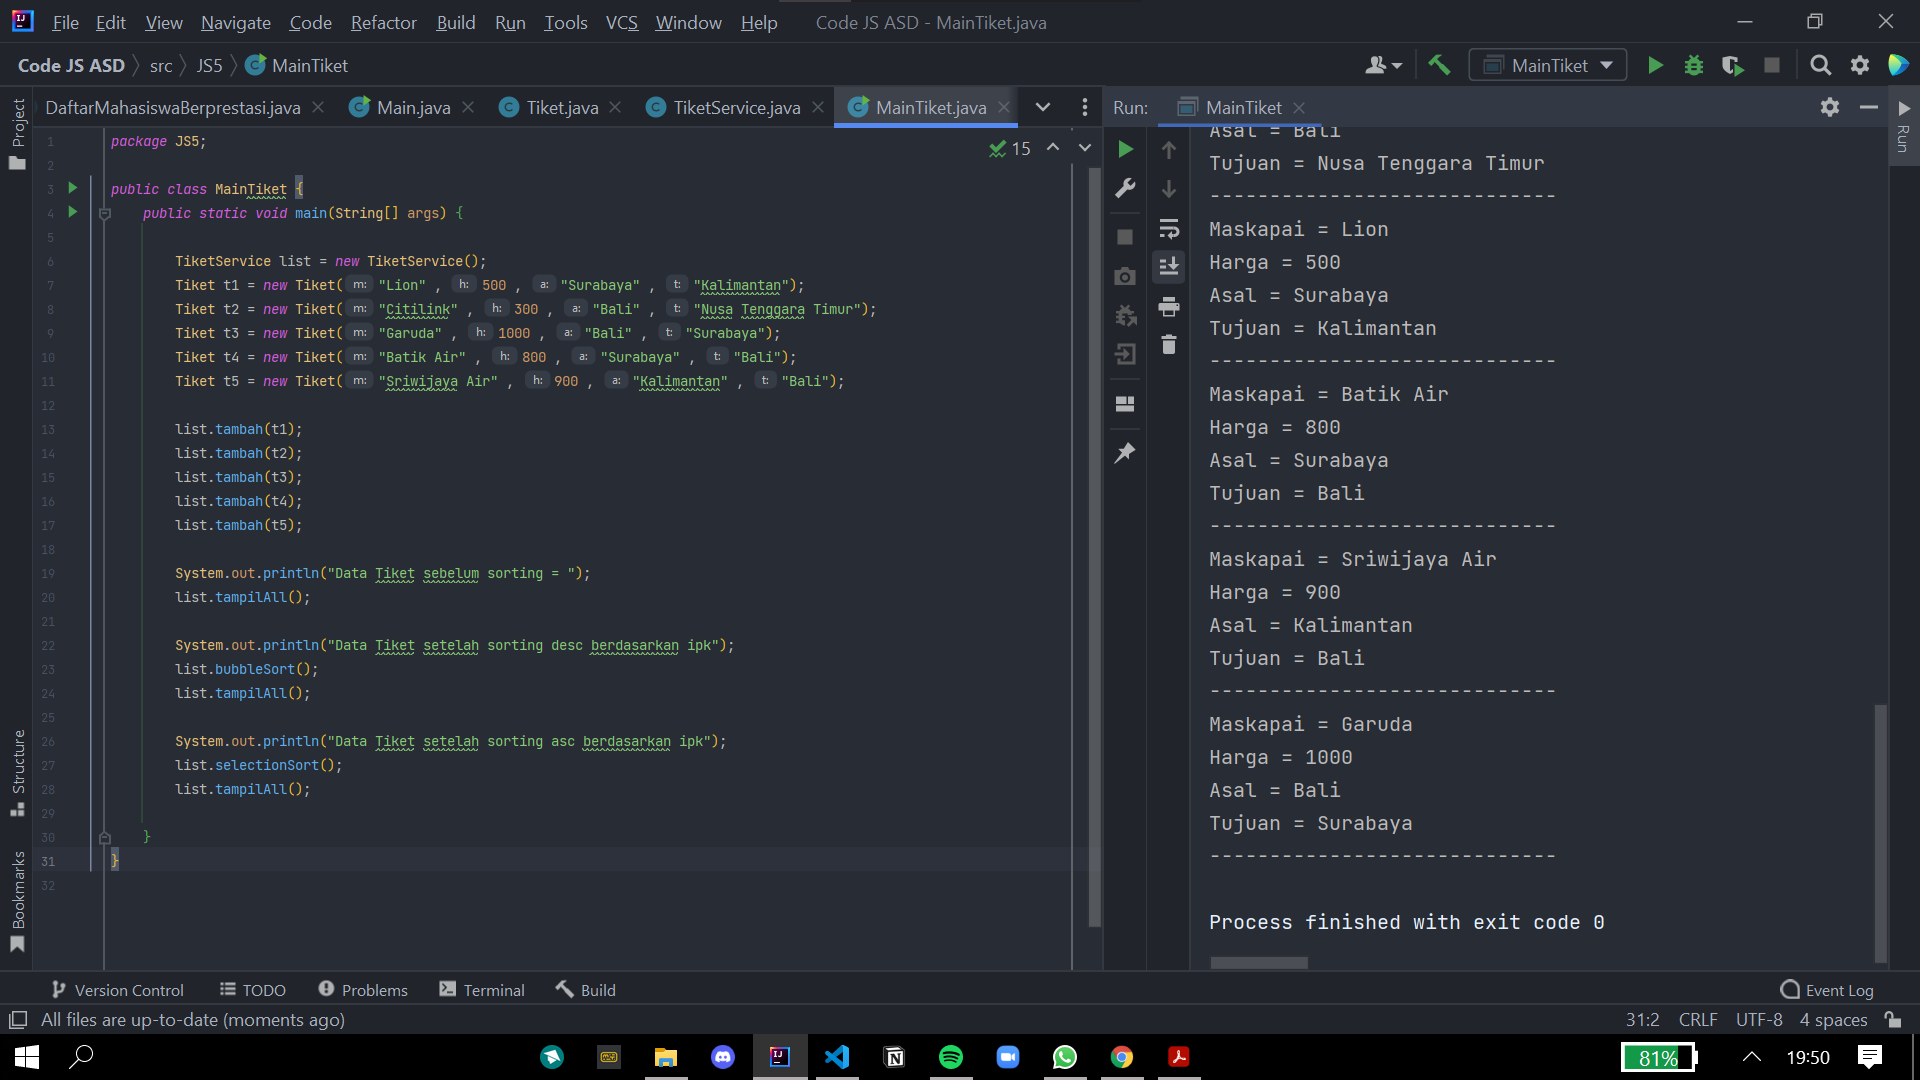 File Edit View Navigate Code Refactor Build Run Tools VCS Window Help Code JS ASD - MainTiket.java
Code JS ASD src JS5 MainTiket MainTiket
Project
DaftarMahasiswaBerprestasi.java Main.java Tiket.java TiketService.java MainTiket.java
15
1 package JS5;
2
3 public class MainTiket {
4 public static void main(String[] args) {
5
6 TiketService list = new TiketService();
7 Tiket t1 = new Tiket( m: "Lion" , h: 500 , a: "Surabaya" , t: "Kalimantan");
8 Tiket t2 = new Tiket( m: "Citilink" , h: 300 , a: "Bali" , t: "Nusa Tenggara Timur");
9 Tiket t3 = new Tiket( m: "Garuda" , h: 1000 , a: "Bali" , t: "Surabaya");
10 Tiket t4 = new Tiket( m: "Batik Air" , h: 800 , a: "Surabaya" , t: "Bali");
11 Tiket t5 = new Tiket( m: "Sriwijaya Air" , h: 900 , a: "Kalimantan" , t: "Bali");
12
13 list.tambah(t1);
14 list.tambah(t2);
15 list.tambah(t3);
16 list.tambah(t4);
17 list.tambah(t5);
18
19 System.out.println("Data Tiket sebelum sorting = ");
20 list.tampilAll();
21
22 System.out.println("Data Tiket setelah sorting desc berdasarkan ipk");
23 list.bubbleSort();
24 list.tampilAll();
25
26 System.out.println("Data Tiket setelah sorting asc berdasarkan ipk");
27 list.selectionSort();
28 list.tampilAll();
29
30 }
31 }
32
Structure
Bookmarks
Run: MainTiket
Run
Asal = Bali
Tujuan = Nusa Tenggara Timur
-----------------------------
Maskapai = Lion
Harga = 500
Asal = Surabaya
Tujuan = Kalimantan
-----------------------------
Maskapai = Batik Air
Harga = 800
Asal = Surabaya
Tujuan = Bali
-----------------------------
Maskapai = Sriwijaya Air
Harga = 900
Asal = Kalimantan
Tujuan = Bali
-----------------------------
Maskapai = Garuda
Harga = 1000
Asal = Bali
Tujuan = Surabaya
-----------------------------
Process finished with exit code 0
Version Control TODO Problems Terminal Build Event Log
All files are up-to-date (moments ago) 31:2 CRLF UTF-8 4 spaces
81% 19:50